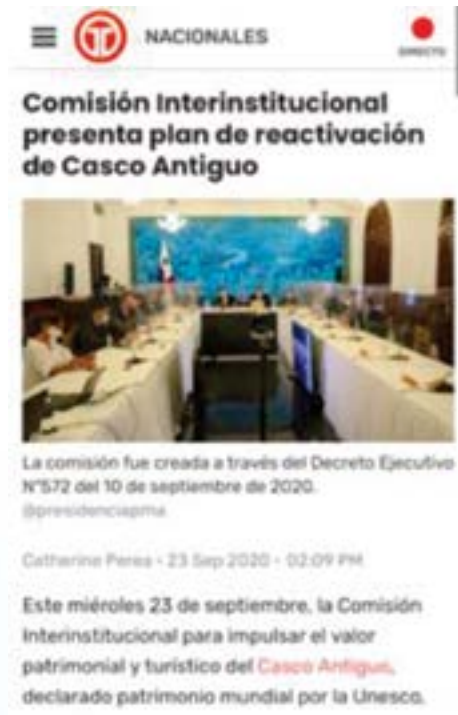 NACIONALES
DIRECTO
Comisión Interinstitucional
presenta plan de reactivación
de Casco Antiguo
La comisión fue creada a través del Decreto Ejecutivo
N°572 del 10 de septiembre de 2020.
@presidenciapma
Catherine Perea - 23 Sep 2020 - 02:09 PM
Este miéroles 23 de septiembre, la Comisión
Interinstitucional para impulsar el valor
patrimonial y turístico del Casco Antiguo,
declarado patrimonio mundial por la Unesco,